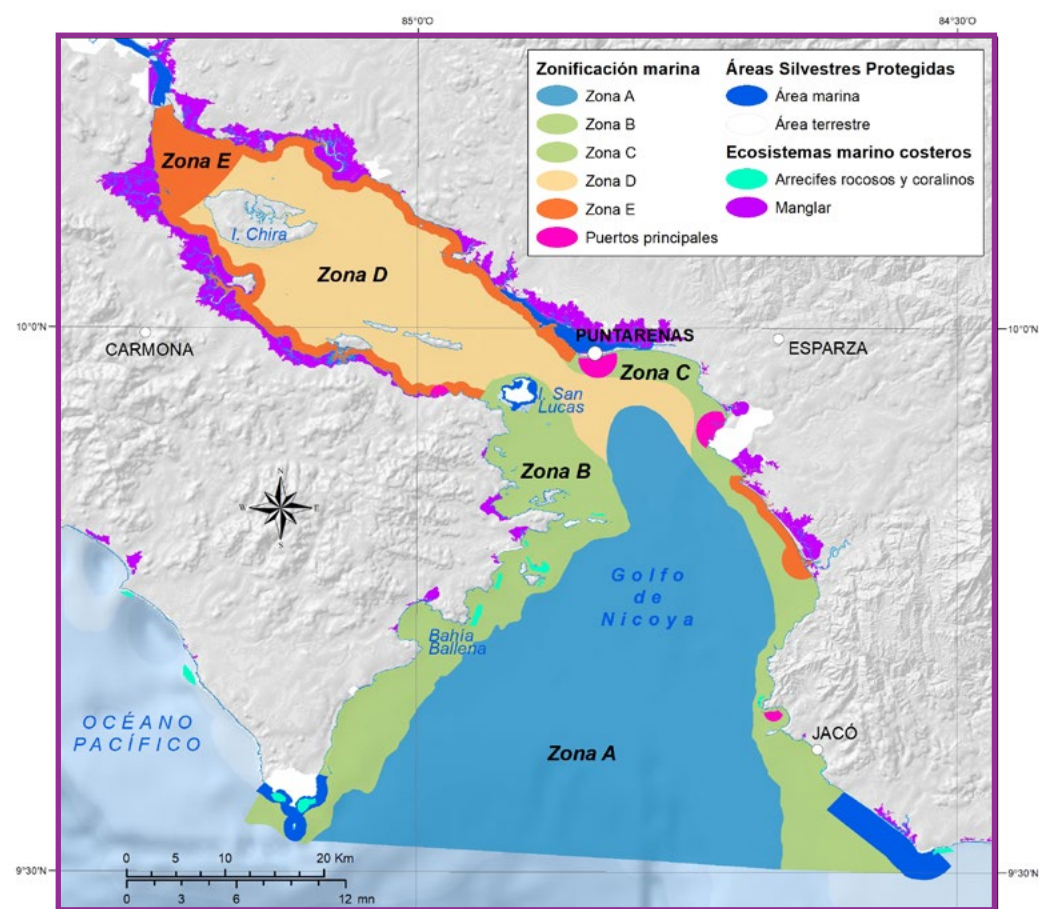 85°0'O
84°30'O
Zonificación marina
Zona A
Zona B
Zona C
Zona D
Zona E
Puertos principales
Áreas Silvestres Protegidas
Área marina
Área terrestre
Ecosistemas marino costeros
Arrecifes rocosos y coralinos
Manglar
Zona E
I. Chira
Zona D
10°0'N
10°0'N
CARMONA
PUNTARENAS
ESPARZA
Zona C
I. San
Lucas
Zona B
N
W
E
S
Golfo
de
Nicoya
Bahía
Ballena
OCÉANO
PACÍFICO
JACÓ
Zona A
0 5 10 20 Km
0 3 6 12 mn
9°30'N
9°30'N